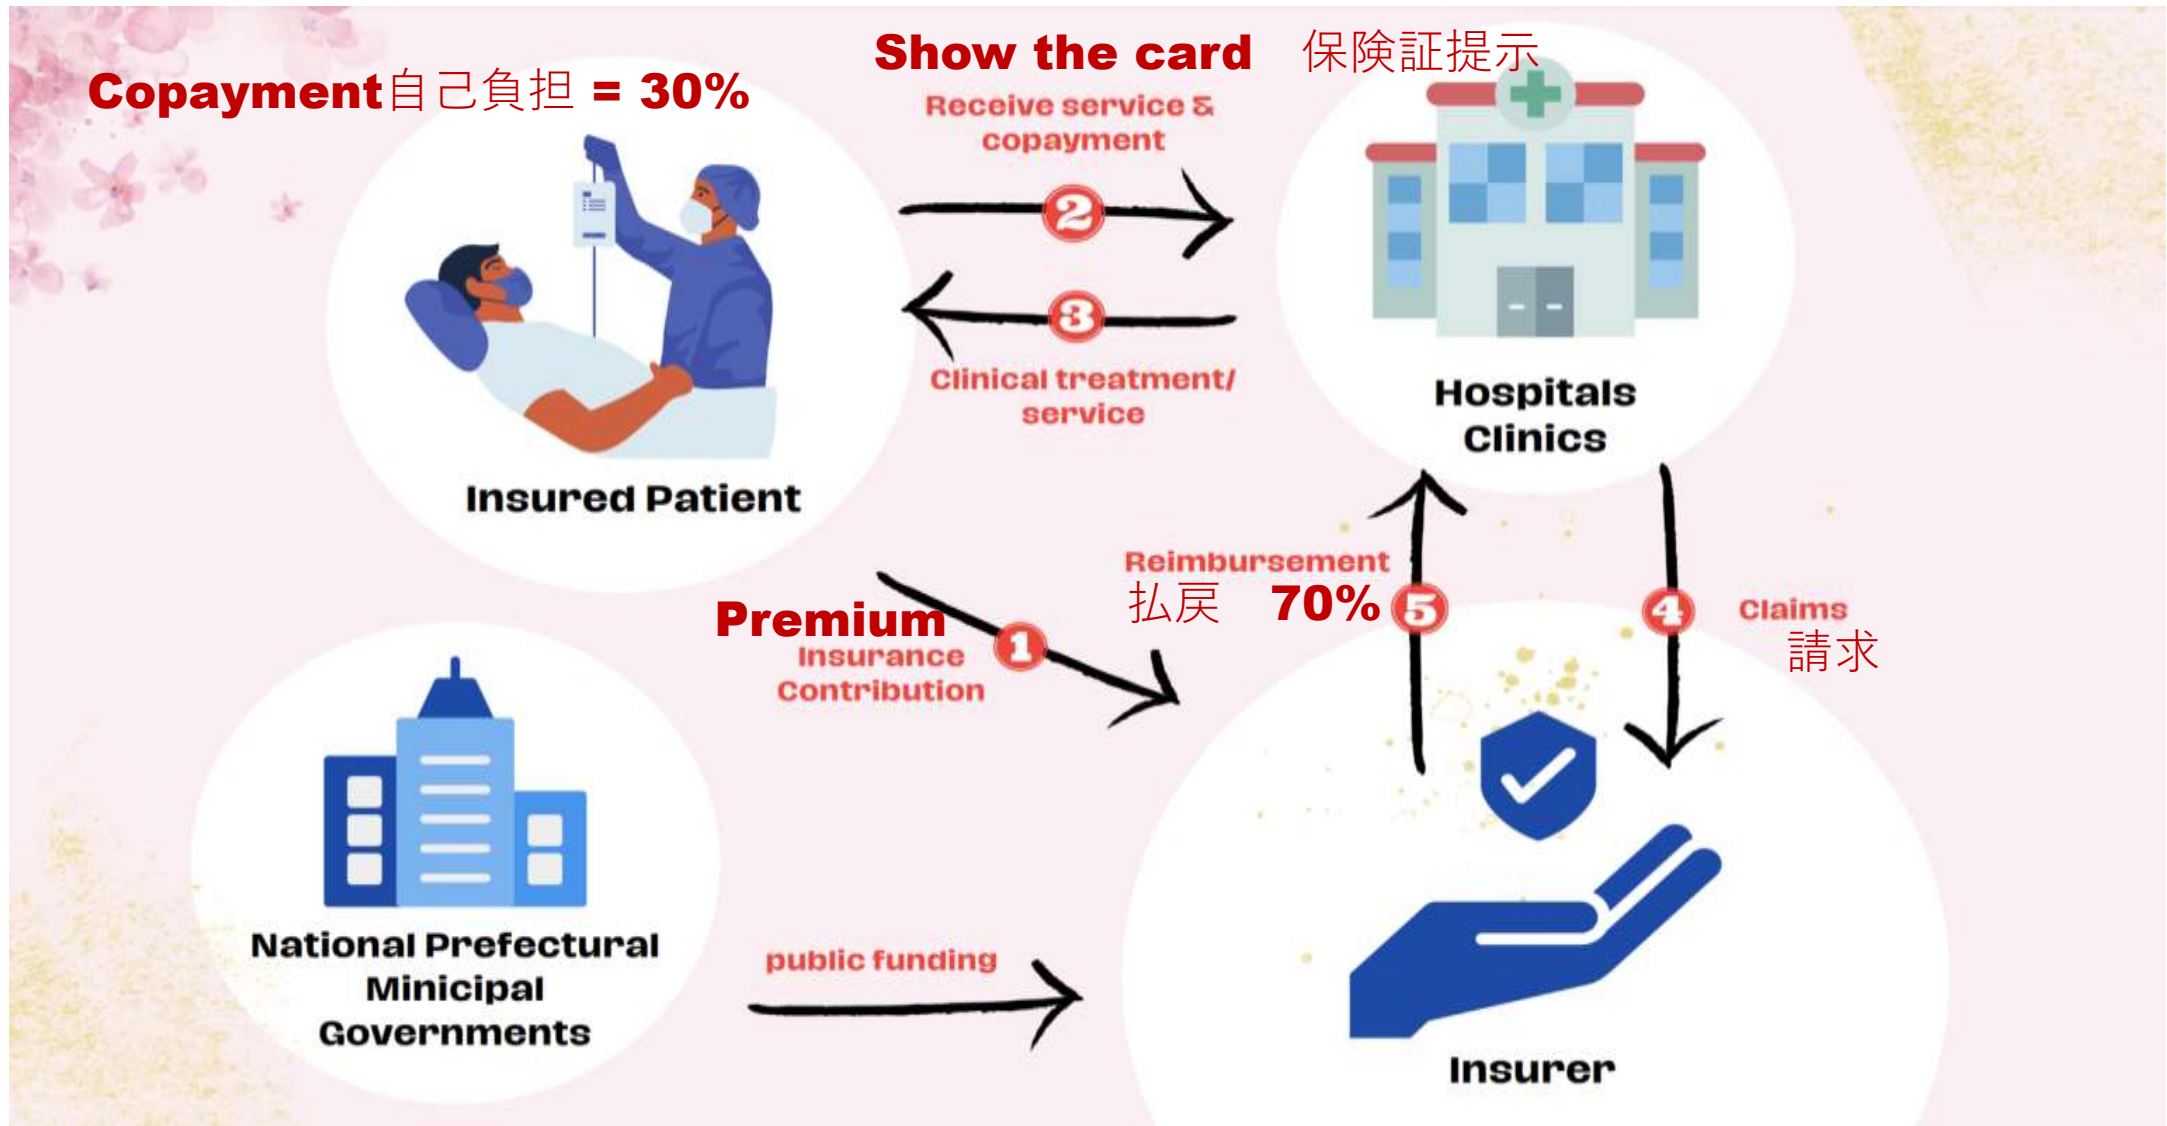 Copayment自己負担 = 30%
Show the card 保険証提示
Receive service &
copayment
2
3
Clinical treatment/
service
Insured Patient
Hospitals
Clinics
Premium
Insurance
Contribution
1
Reimbursement
払戻 70%
5
4
Claims
請求
National Prefectural
Minicipal
Governments
public funding
Insurer